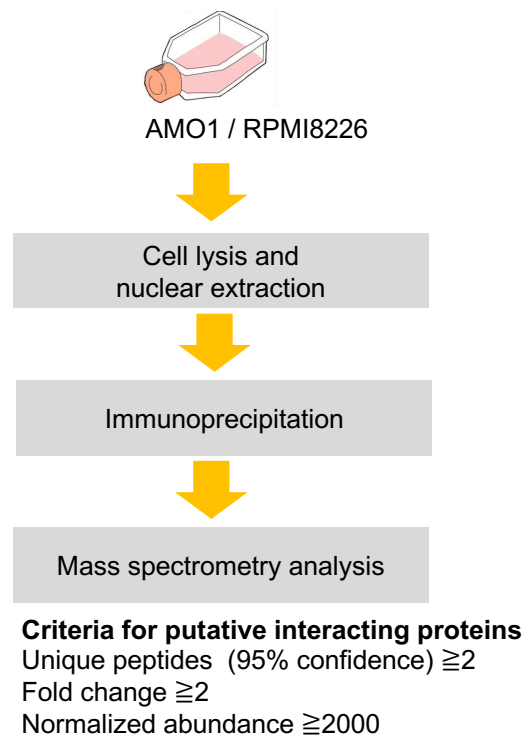 AMO1 / RPMI8226
Cell lysis and
nuclear extraction
Immunoprecipitation
Mass spectrometry analysis
Criteria for putative interacting proteins
Unique peptides (95% confidence) ≧2
Fold change ≧2
Normalized abundance ≧2000